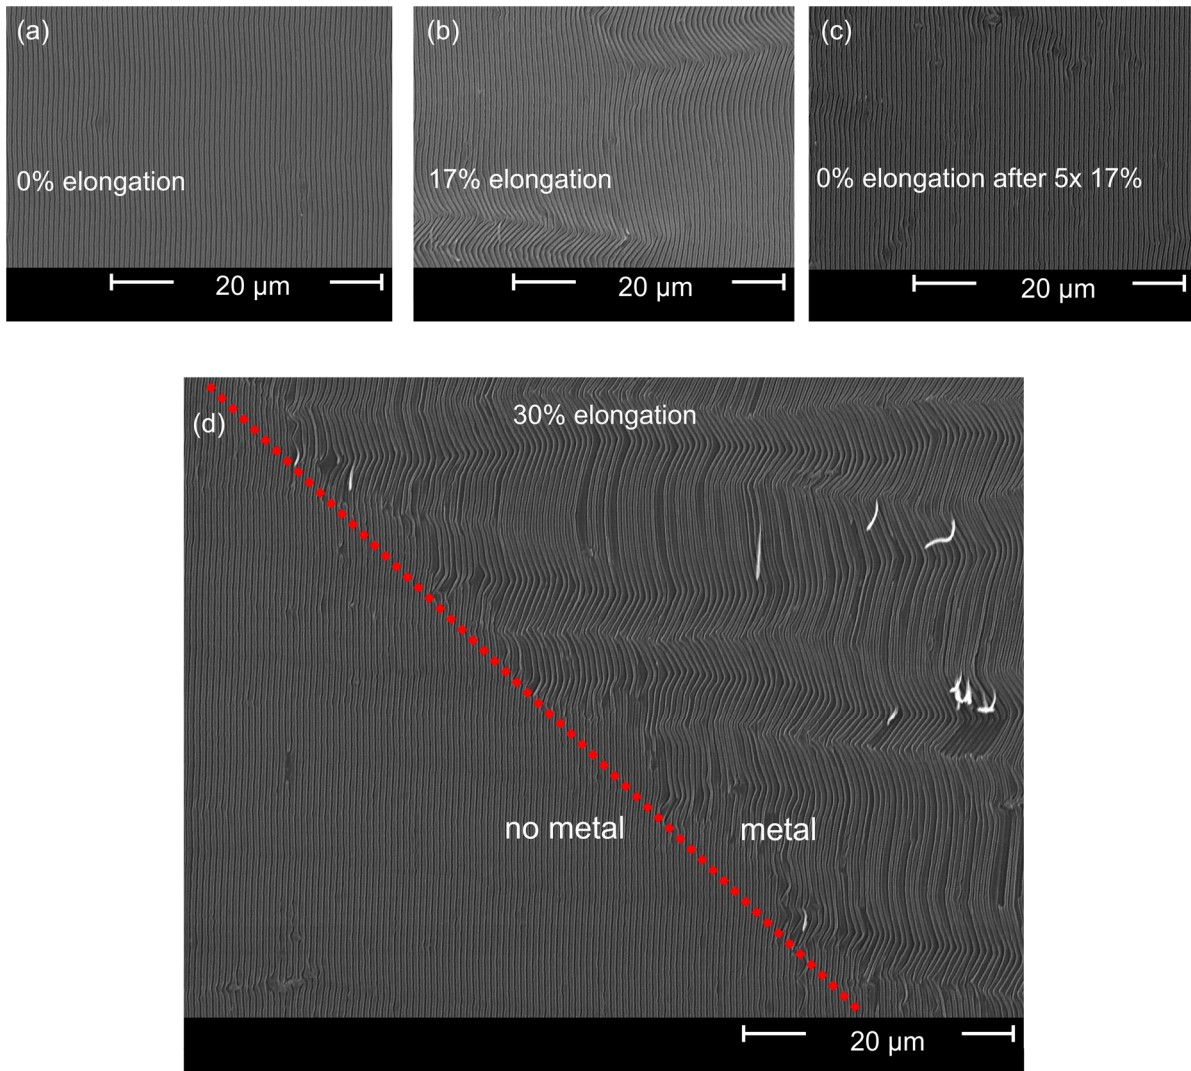 (a)
0% elongation
20 µm
(b)
17% elongation
20 µm
(c)
0% elongation after 5x 17%
20 µm
(d)
30% elongation
no metal
metal
20 µm